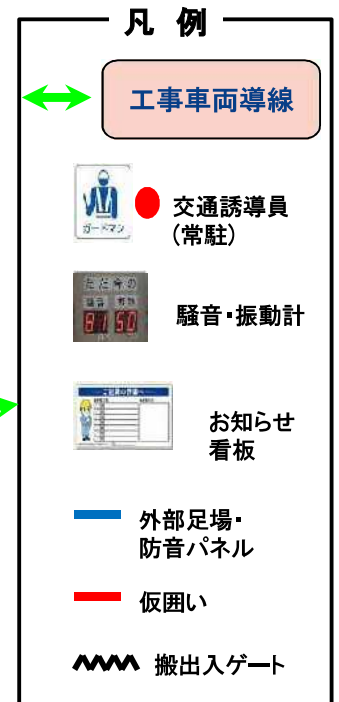 凡 例
工事車両導線
ガードマン
交通誘導員
(常駐)
ただ今の
騒音 振動
81 50
騒音・振動計
お知らせ
看板
外部足場・
防音パネル
仮囲い
搬出入ゲート